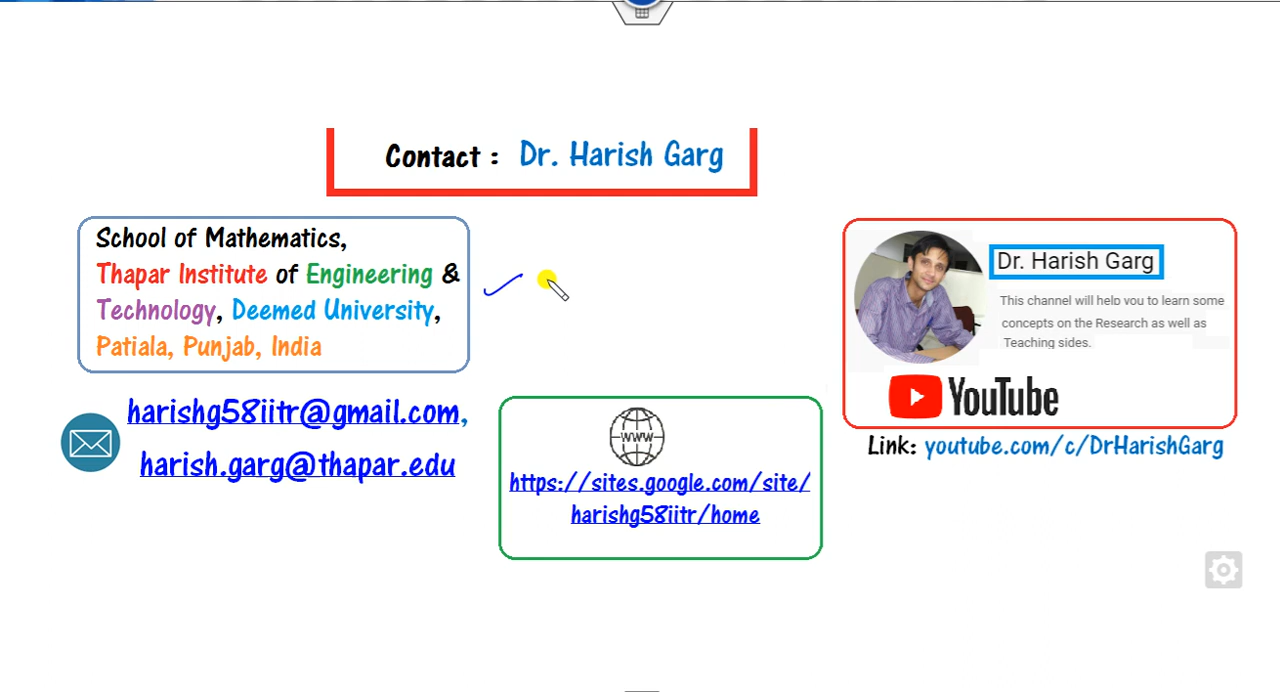 Contact : Dr. Harish Garg
School of Mathematics,
Thapar Institute of Engineering &
Technology, Deemed University,
Patiala, Punjab, India
harishg58iitr@gmail.com,
harish.garg@thapar.edu
WWW
https://sites.google.com/site/
harishg58iitr/home
Dr. Harish Garg
This channel will help you to learn some
concepts on the Research as well as
Teaching sides.
YouTube
Link: youtube.com/c/DrHarishGarg